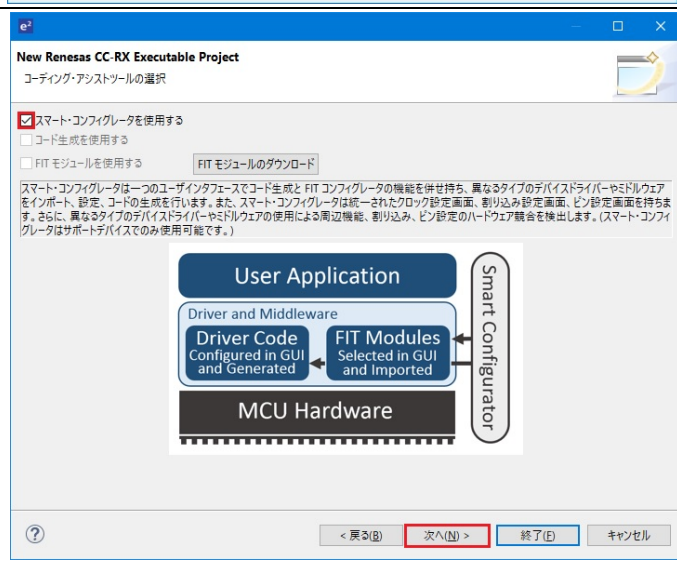 e²
New Renesas CC-RX Executable Project
コーディング・アシストツールの選択
スマート・コンフィグレータを使用する
コード生成を使用する
FIT モジュールを使用する
FIT モジュールのダウンロード
スマート・コンフィグレータは一つのユーザインタフェースでコード生成と FIT コンフィグレータの機能を併せ持ち、異なるタイプのデバイスドライバーやミドルウェア
をインポート、設定、コードの生成を行います。また、スマート・コンフィグレータは統一されたクロック設定画面、割り込み設定画面、ピン設定画面を持ちま
す。さらに、異なるタイプのデバイスドライバーやミドルウェアの使用による周辺機能、割り込み、ピン設定のハードウェア競合を検出します。(スマート・コンフィ
グレータはサポートデバイスでのみ使用可能です。)
User Application
Driver and Middleware
Driver Code
Configured in GUI
and Generated
FIT Modules
Selected in GUI
and Imported
MCU Hardware
Smart Configurator
?
< 戻る(B)
次へ(N) >
終了(F)
キャンセル